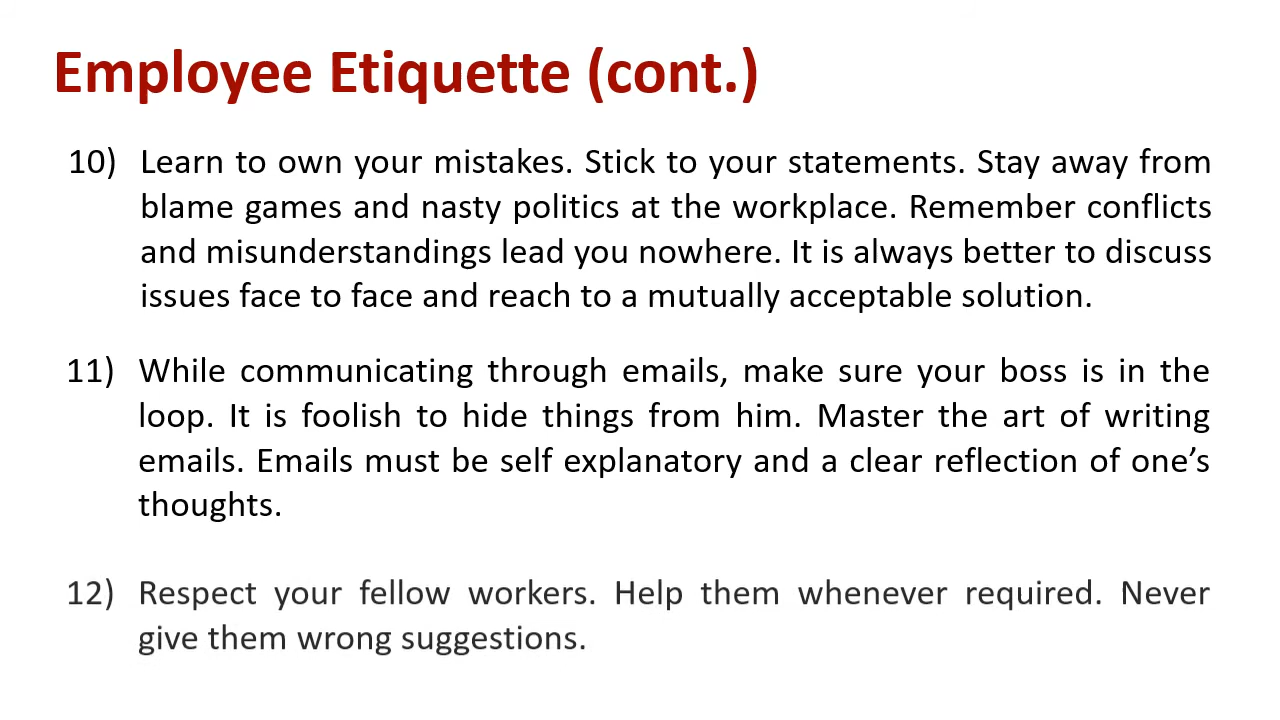 Employee Etiquette (cont.)
10) Learn to own your mistakes. Stick to your statements. Stay away from
blame games and nasty politics at the workplace. Remember conflicts
and misunderstandings lead you nowhere. It is always better to discuss
issues face to face and reach to a mutually acceptable solution.
11) While communicating through emails, make sure your boss is in the
loop. It is foolish to hide things from him. Master the art of writing
emails. Emails must be self explanatory and a clear reflection of one’s
thoughts.
12) Respect your fellow workers. Help them whenever required. Never
give them wrong suggestions.